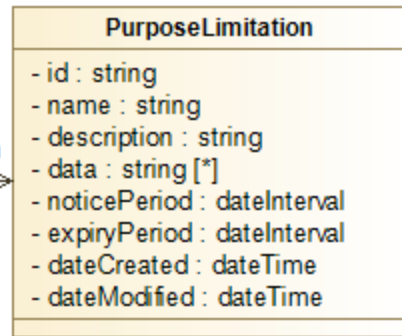 PurposeLimitation
- id : string
- name : string
- description : string
- data : string [*]
- noticePeriod : dateInterval
- expiryPeriod : dateInterval
- dateCreated : dateTime
- dateModified : dateTime